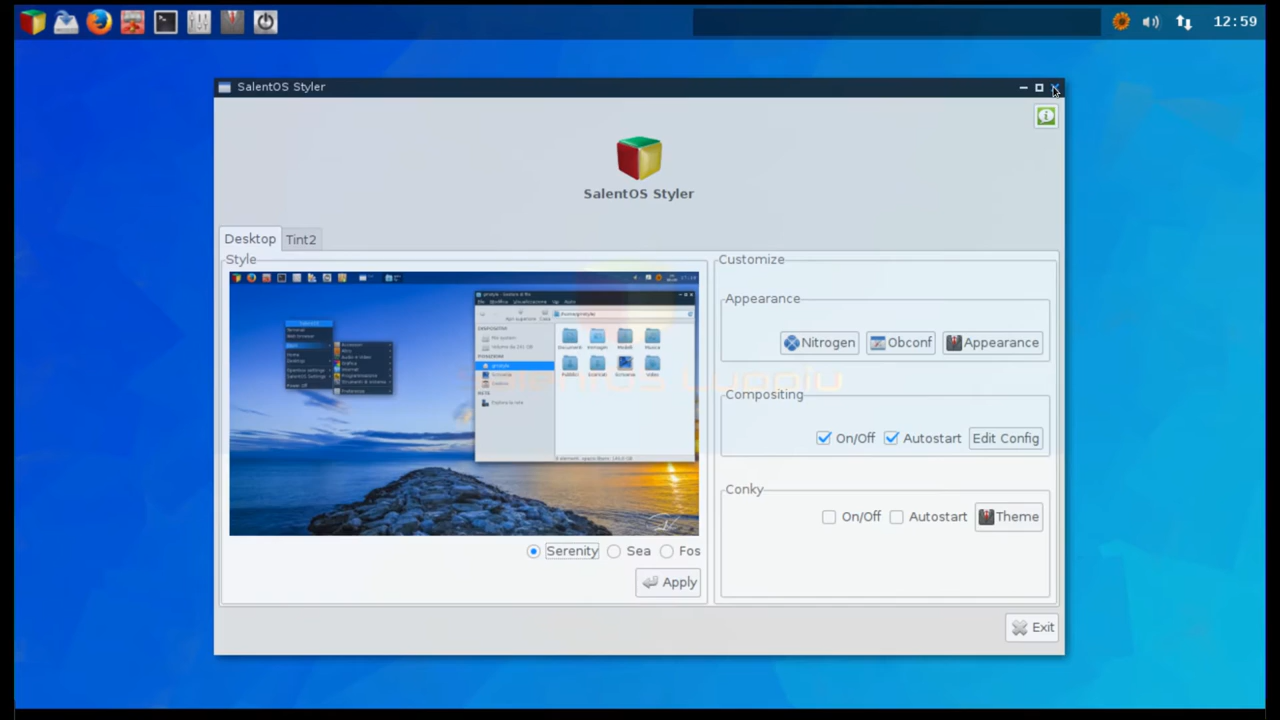 12:59
SalentOS Styler
SalentOS Styler
Desktop Tint2
Style
Customize
Appearance
Nitrogen Obconf Appearance
Compositing
On/Off Autostart Edit Config
Conky
On/Off Autostart Theme
Serenity Sea Fos
Apply
Exit